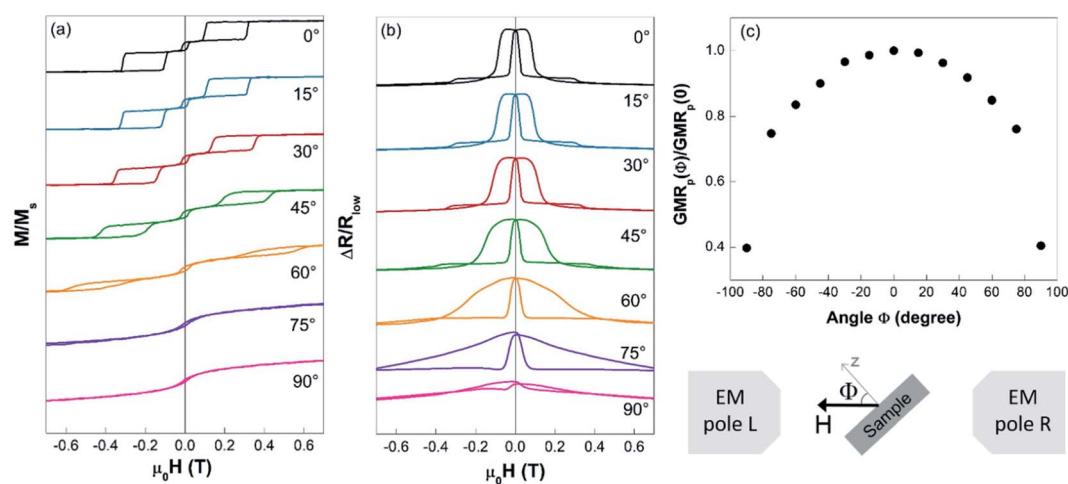 (a)
0°
15°
30°
45°
60°
75°
90°
M/Ms
-0.6 -0.4 -0.2 0.0 0.2 0.4 0.6
μ₀H (T)
(b)
0°
15°
30°
45°
60°
75°
90°
ΔR/Rlow
-0.6 -0.4 -0.2 0.0 0.2 0.4 0.6
μ₀H (T)
(c)
GMRp(Φ)/GMRp(0)
1.0
0.8
0.6
0.4
-100 -80 -60 -40 -20 0 20 40 60 80 100
Angle Φ (degree)
EM
pole L
z
Φ
H
Sample
EM
pole R